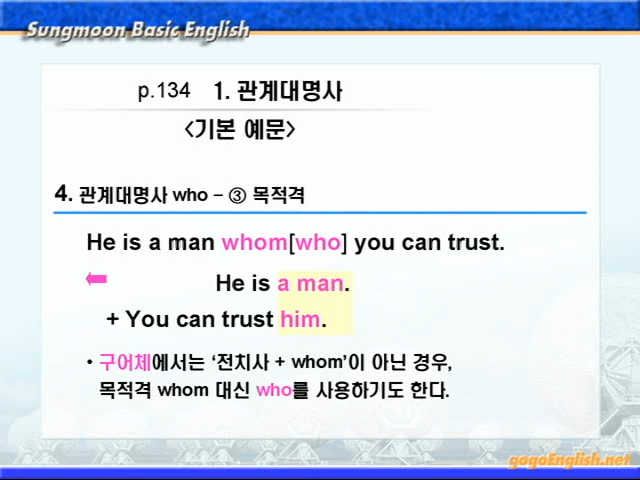 Sungmoon Basic English
p.134 1. 관계대명사
<기본 예문>
4. 관계대명사 who – ③ 목적격
He is a man whom[who] you can trust.
He is a man.
+ You can trust him.
• 구어체에서는 ‘전치사 + whom’이 아닌 경우,
목적격 whom 대신 who를 사용하기도 한다.
gogoEnglish.net